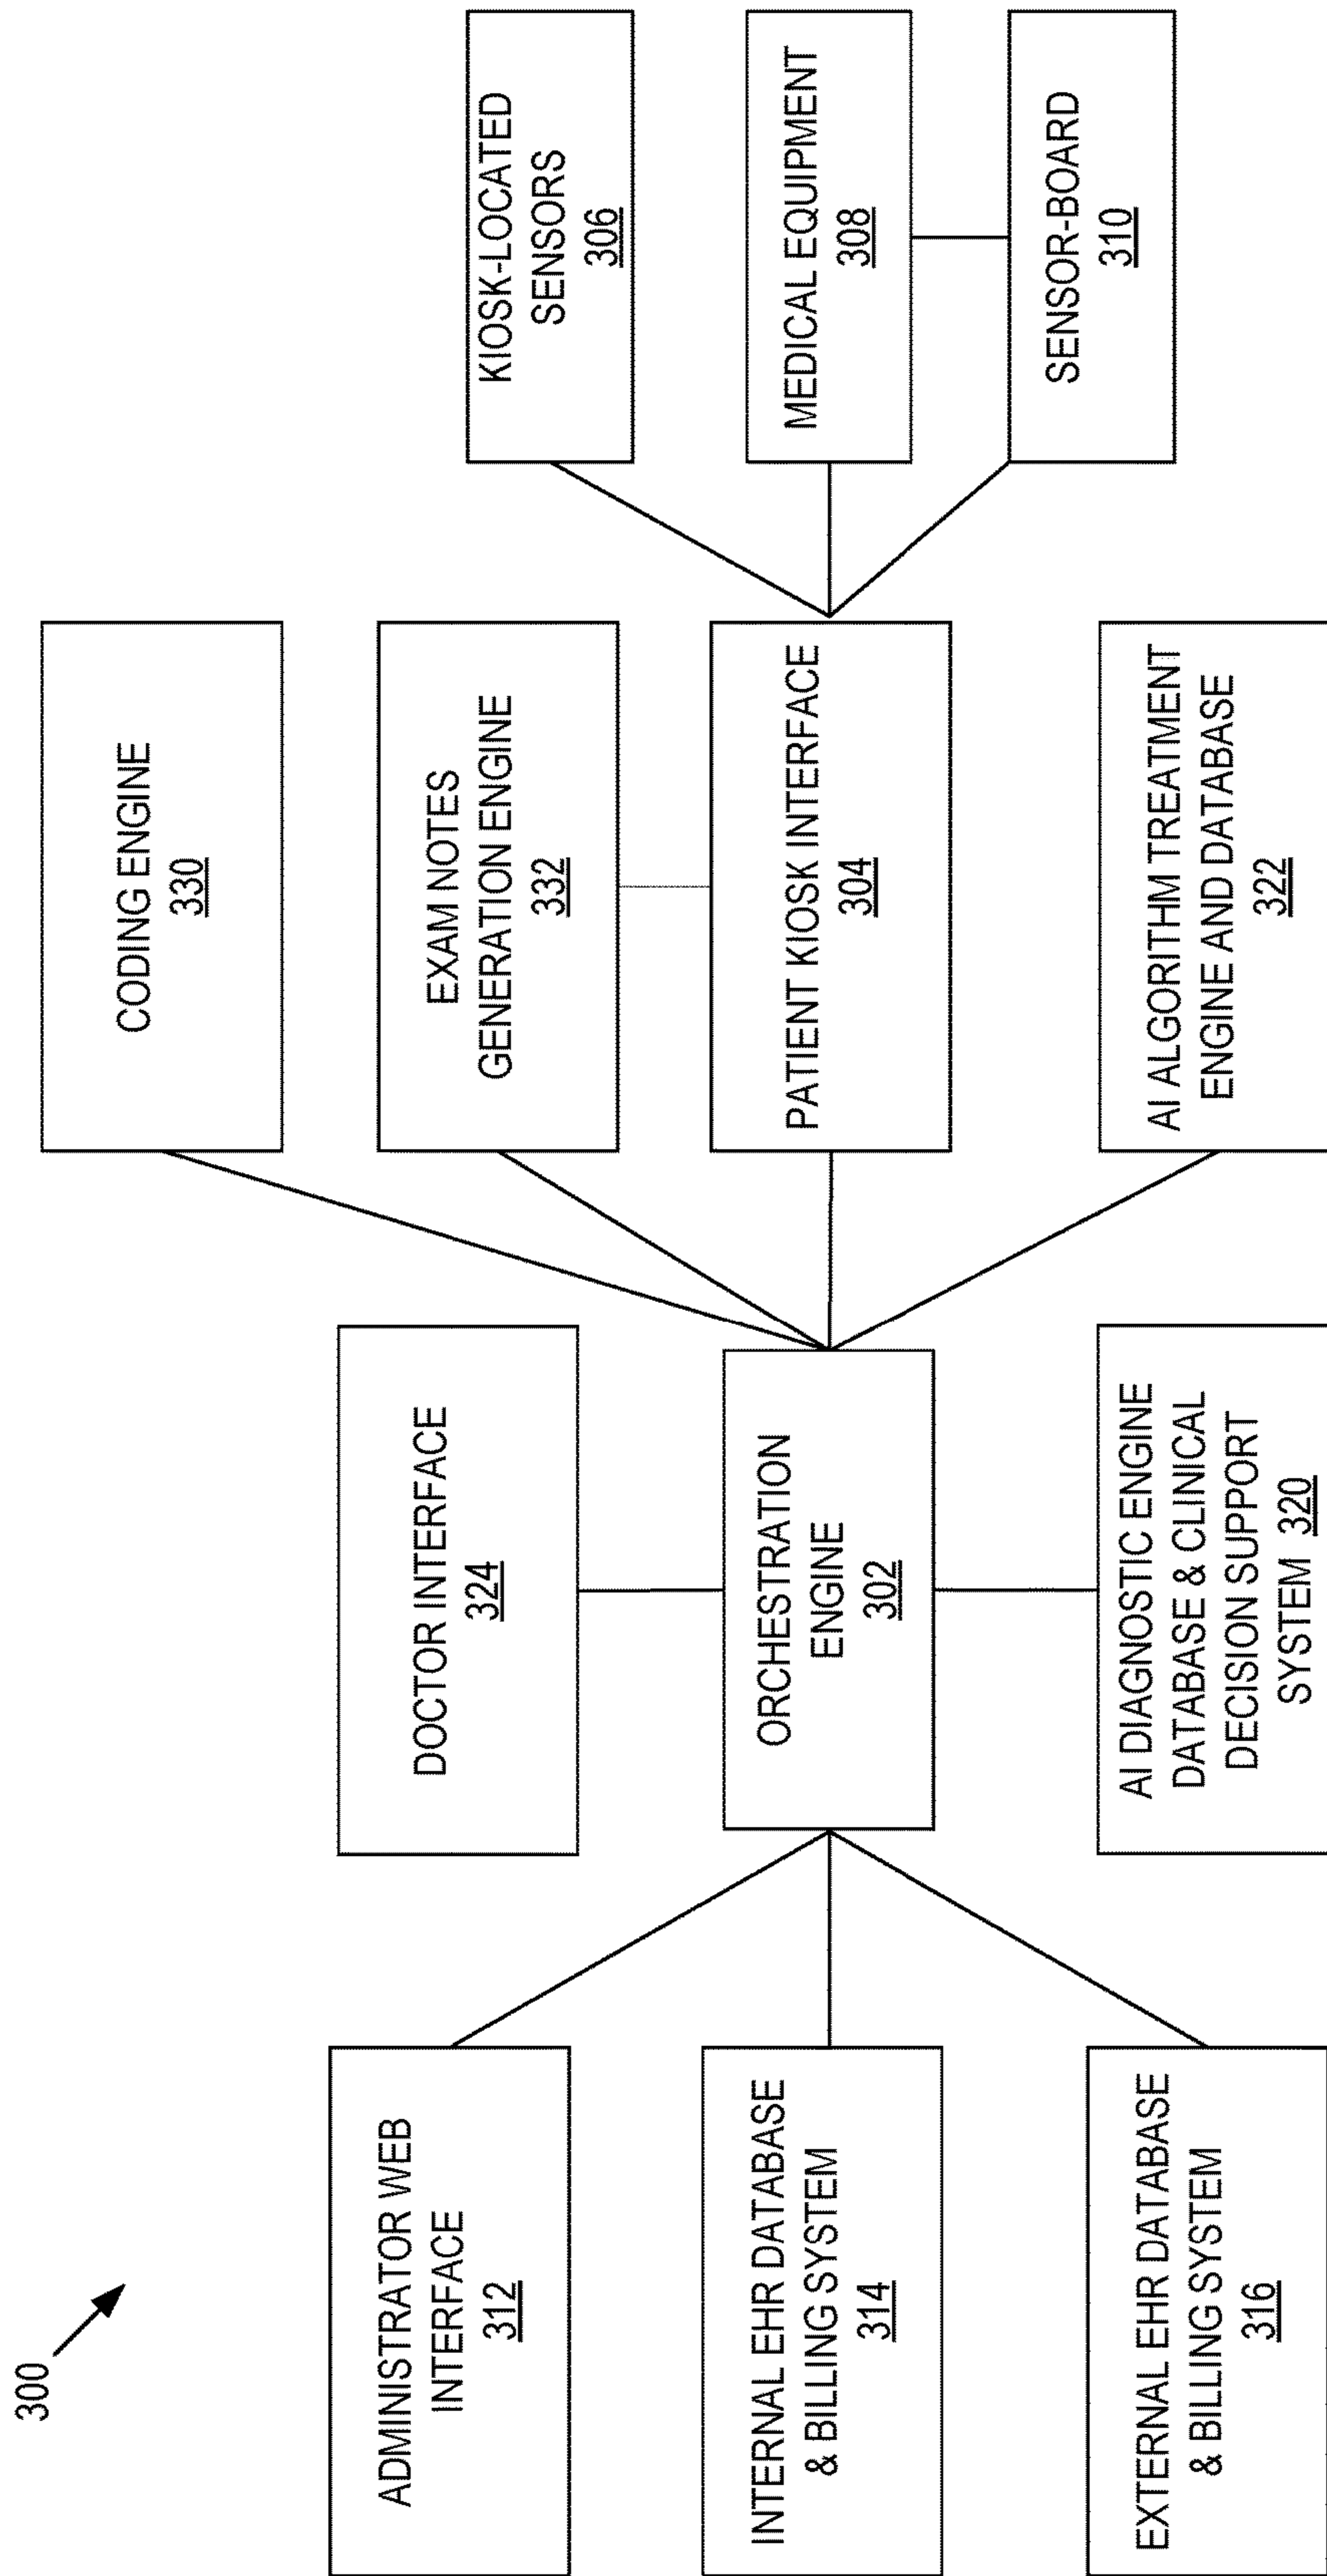 300
CODING ENGINE
330
DOCTOR INTERFACE
324
EXAM NOTES
GENERATION ENGINE
332
KIOSK-LOCATED
SENSORS
306
ADMINISTRATOR WEB
INTERFACE
312
INTERNAL EHR DATABASE
& BILLING SYSTEM
314
ORCHESTRATION
ENGINE
302
PATIENT KIOSK INTERFACE
304
MEDICAL EQUIPMENT
308
SENSOR-BOARD
310
EXTERNAL EHR DATABASE
& BILLING SYSTEM
316
AI DIAGNOSTIC ENGINE
DATABASE & CLINICAL
DECISION SUPPORT
SYSTEM 320
AI ALGORITHM TREATMENT
ENGINE AND DATABASE
322